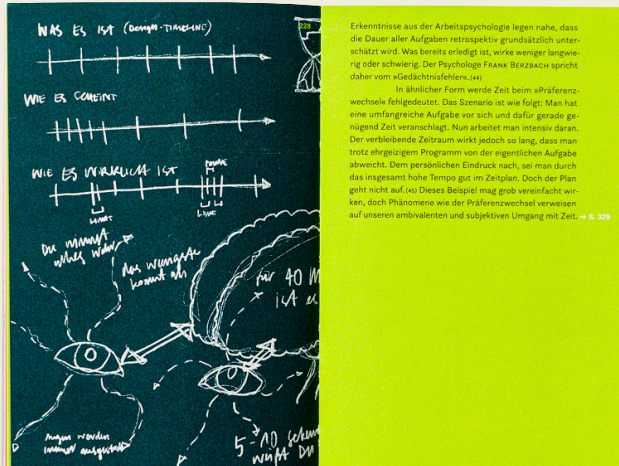 WAS ES IST (DESIGN-TIMELINE)
WIE ES SCHEINT
WIE ES WIRKLICH IST
Du nimmst
alles wahr
das wenigste
kommt an
für 40 M
ist e
Augen werden
immer ausgest
5-10 Sekun
weißt Du
228
Erkenntnisse aus der Arbeitspsychologie legen nahe, dass
die Dauer aller Aufgaben retrospektiv grundsätzlich unter-
schätzt wird. Was bereits erledigt ist, wirke weniger langwie-
rig oder schwierig. Der Psychologe FRANK BERZBACH spricht
daher vom »Gedächtnisfehler«.(44)
In ähnlicher Form werde Zeit beim »Präferenz-
wechsel« fehlgedeutet. Das Szenario ist wie folgt: Man hat
eine umfangreiche Aufgabe vor sich und dafür gerade ge-
nügend Zeit veranschlagt. Nun arbeitet man intensiv daran.
Der verbleibende Zeitraum wirkt jedoch so lang, dass man
trotz ehrgeizigem Programm von der eigentlichen Aufgabe
abweicht. Dem persönlichen Eindruck nach, sei man durch
das insgesamt hohe Tempo gut im Zeitplan. Doch der Plan
geht nicht auf.(45) Dieses Beispiel mag grob vereinfacht wir-
ken, doch Phänomene wie der Präferenzwechsel verweisen
auf unseren ambivalenten und subjektiven Umgang mit Zeit. → S. 329